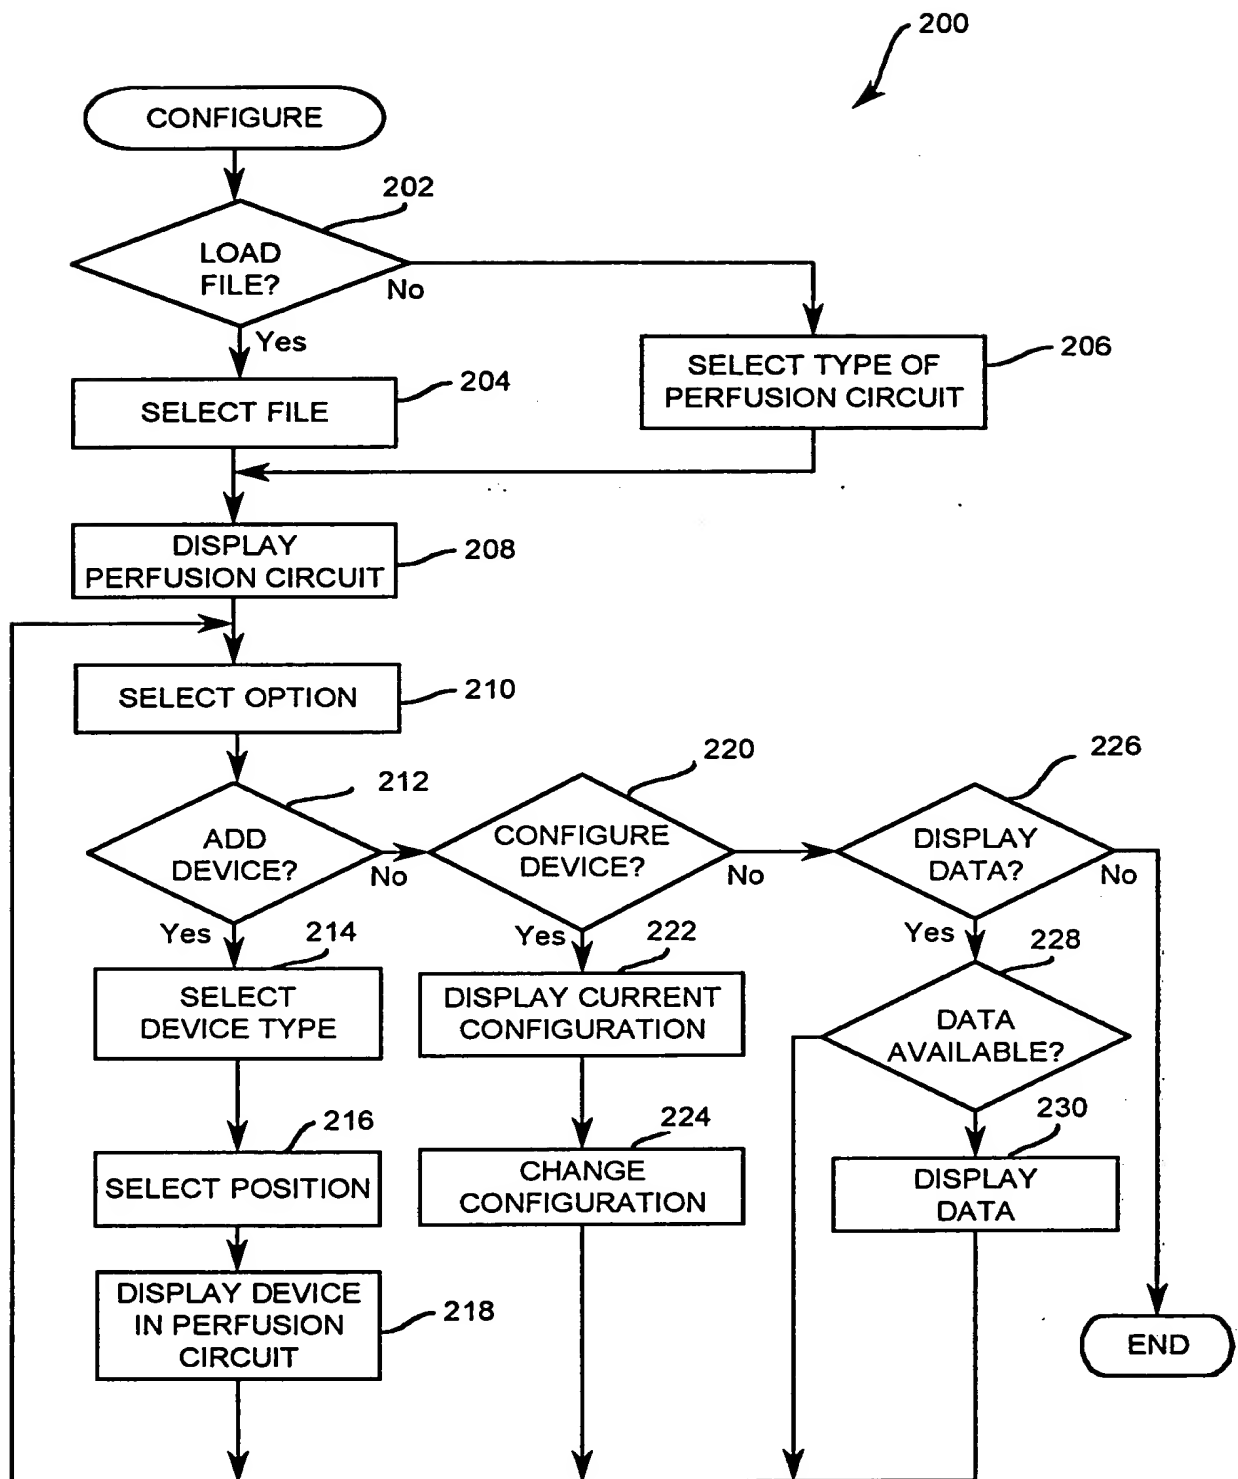 200
CONFIGURE
202
LOAD
FILE?
No
Yes
204
SELECT FILE
206
SELECT TYPE OF
PERFUSION CIRCUIT
DISPLAY
PERFUSION CIRCUIT
208
SELECT OPTION
210
212
ADD
DEVICE?
No
Yes
220
CONFIGURE
DEVICE?
No
Yes
226
DISPLAY
DATA?
No
Yes
214
SELECT
DEVICE TYPE
222
DISPLAY CURRENT
CONFIGURATION
228
DATA
AVAILABLE?
216
SELECT POSITION
224
CHANGE
CONFIGURATION
230
DISPLAY
DATA
DISPLAY DEVICE
IN PERFUSION
CIRCUIT
218
END